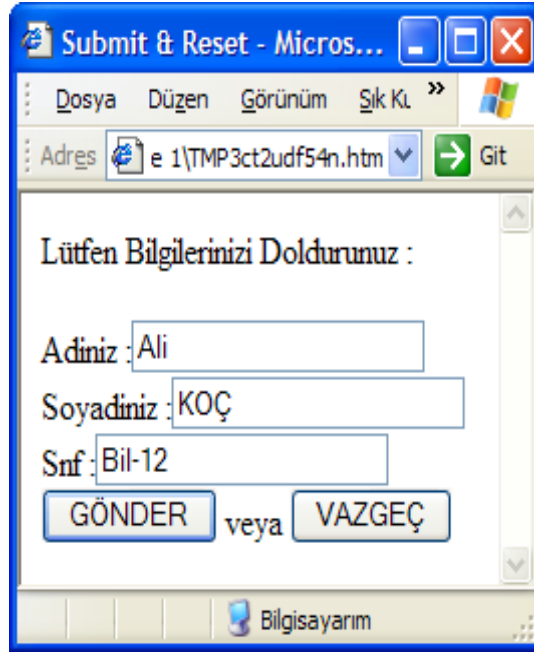 Submit & Reset - Micros...
Dosya Düzen Görünüm Sık Kı »
Adres e 1\TMP3ct2udf54n.htm Git
Lütfen Bilgilerinizi Doldurunuz :
Adiniz : Ali
Soyadiniz : KOÇ
Snf : Bil-12
GÖNDER veya VAZGEÇ
Bilgisayarım